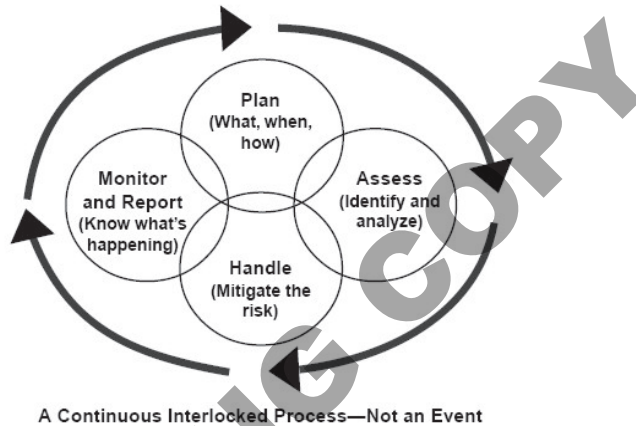 Plan
(What, when,
how)
Monitor
and Report
(Know what's
happening)
Assess
(Identify and
analyze)
Handle
(Mitigate the
risk)
G COPY
A Continuous Interlocked Process—Not an Event